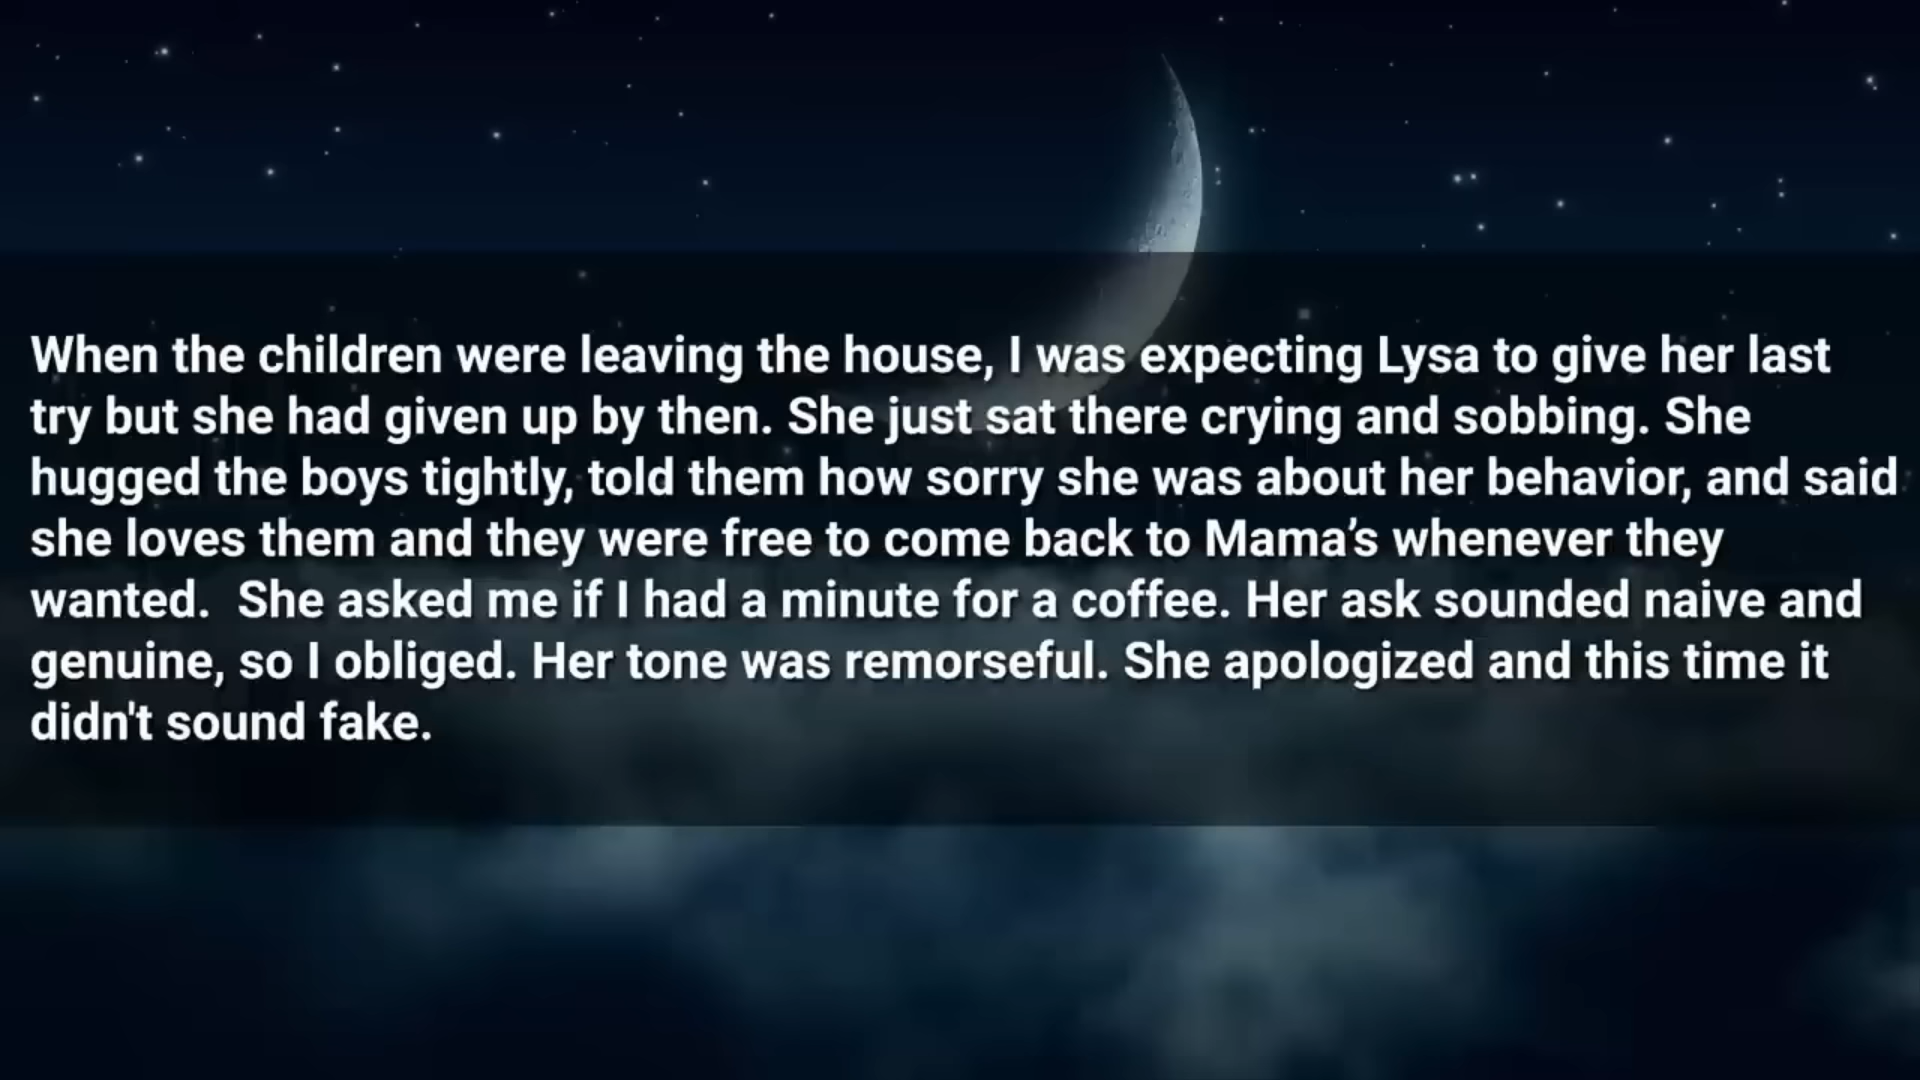 When the children were leaving the house, I was expecting Lysa to give her last
try but she had given up by then. She just sat there crying and sobbing. She
hugged the boys tightly, told them how sorry she was about her behavior, and said
she loves them and they were free to come back to Mama’s whenever they
wanted.  She asked me if I had a minute for a coffee. Her ask sounded naive and
genuine, so I obliged. Her tone was remorseful. She apologized and this time it
didn't sound fake.